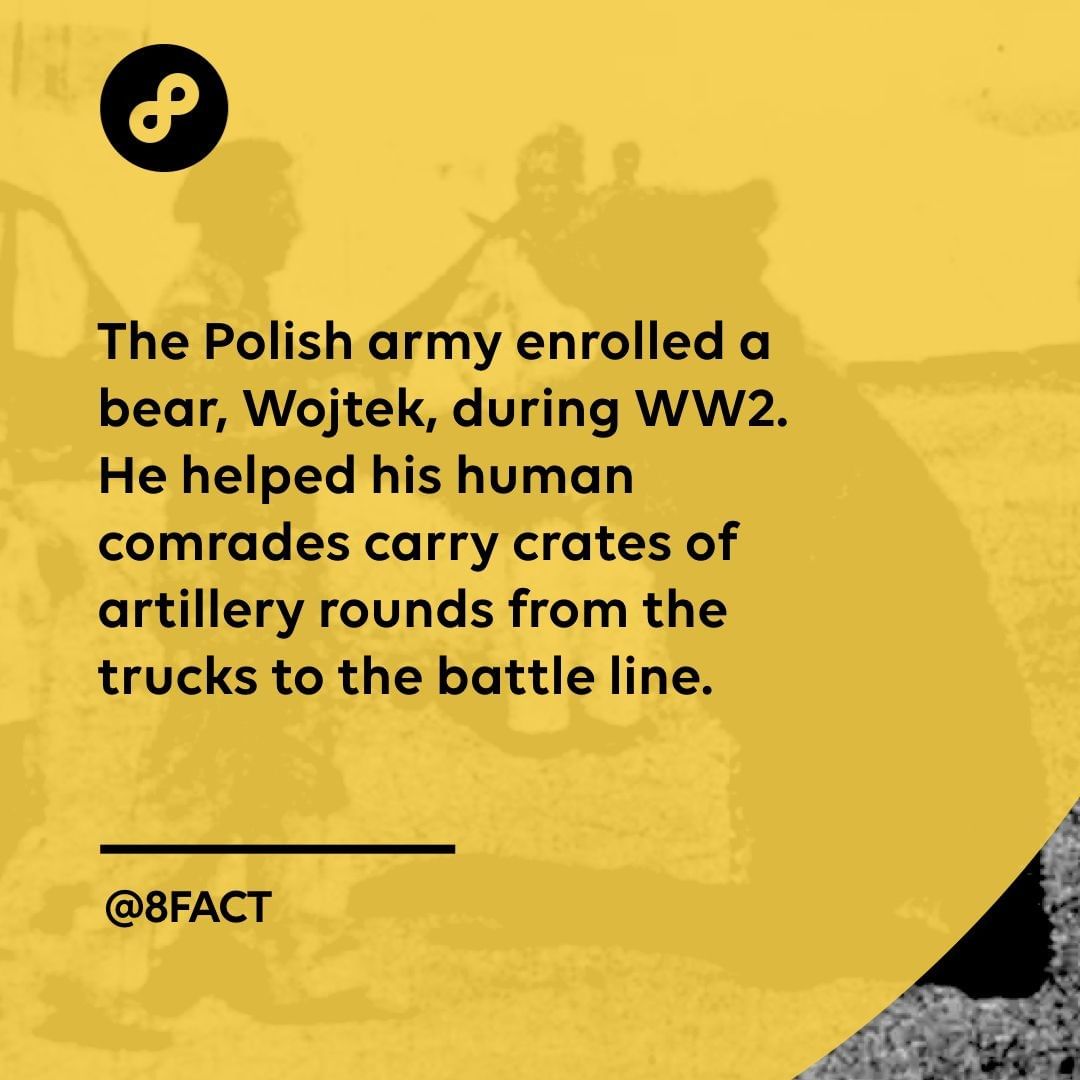 The Polish army enrolled a
bear, Wojtek, during WW2.
He helped his human
comrades carry crates of
artillery rounds from the
trucks to the battle line.
@8FACT